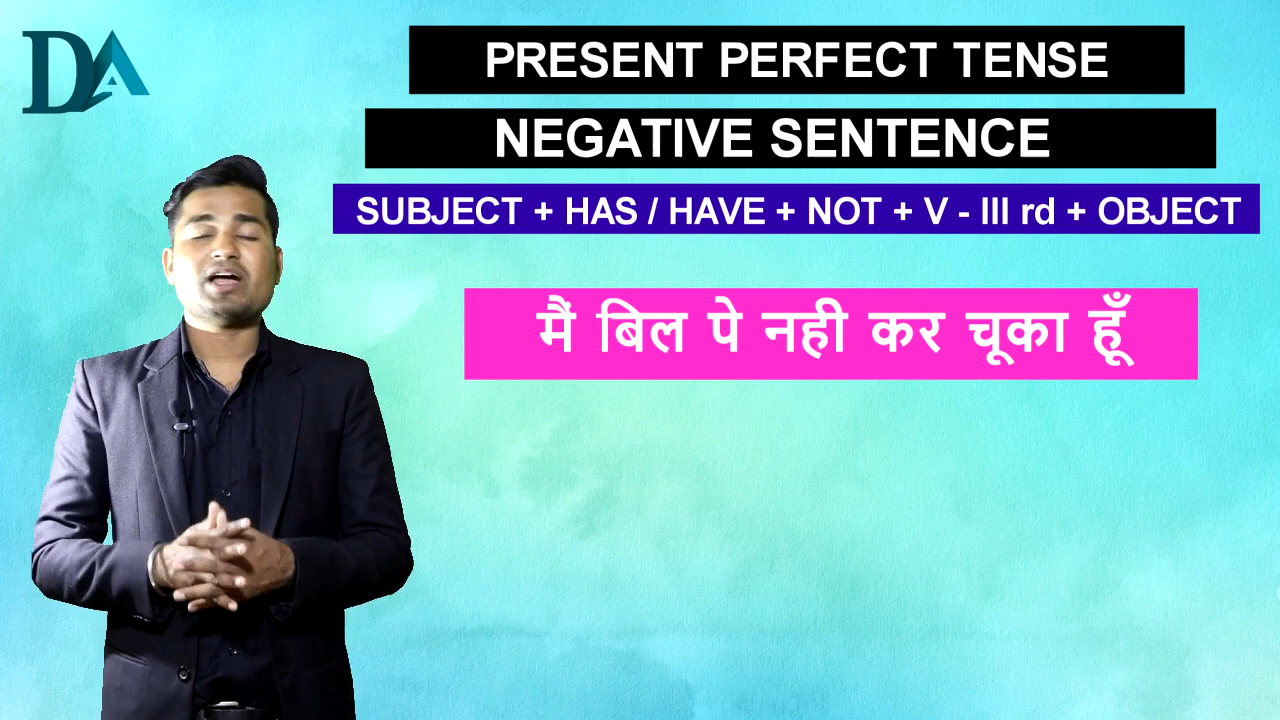 DA
PRESENT PERFECT TENSE
NEGATIVE SENTENCE
SUBJECT + HAS / HAVE + NOT + V - III rd + OBJECT
मैं बिल पे नही कर चूका हूँ